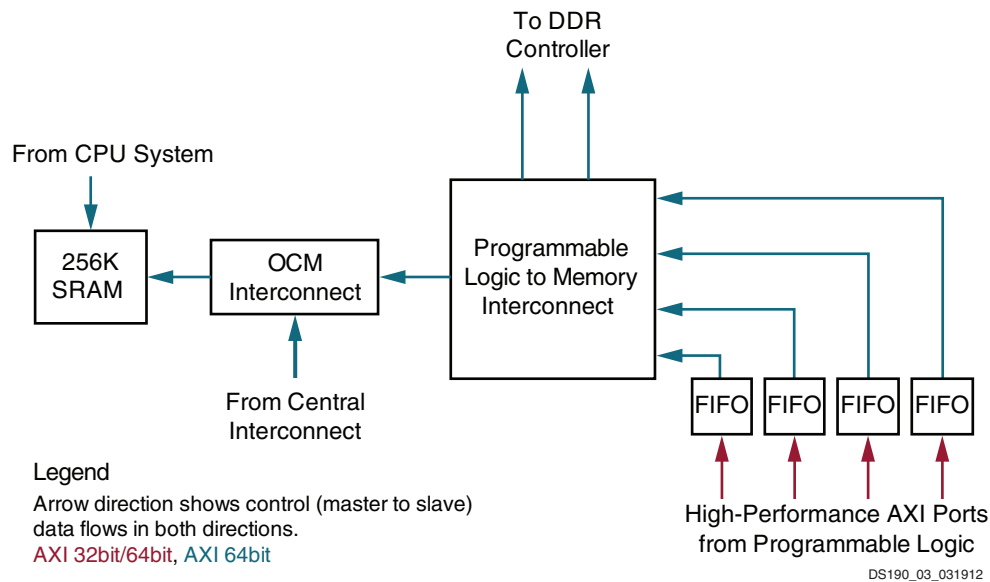 To DDR
Controller
From CPU System
256K
SRAM
OCM
Interconnect
Programmable
Logic to Memory
Interconnect
From Central
Interconnect
FIFO
FIFO
FIFO
FIFO
High-Performance AXI Ports
from Programmable Logic
Legend
Arrow direction shows control (master to slave)
data flows in both directions.
AXI 32bit/64bit, AXI 64bit
DS190_03_031912